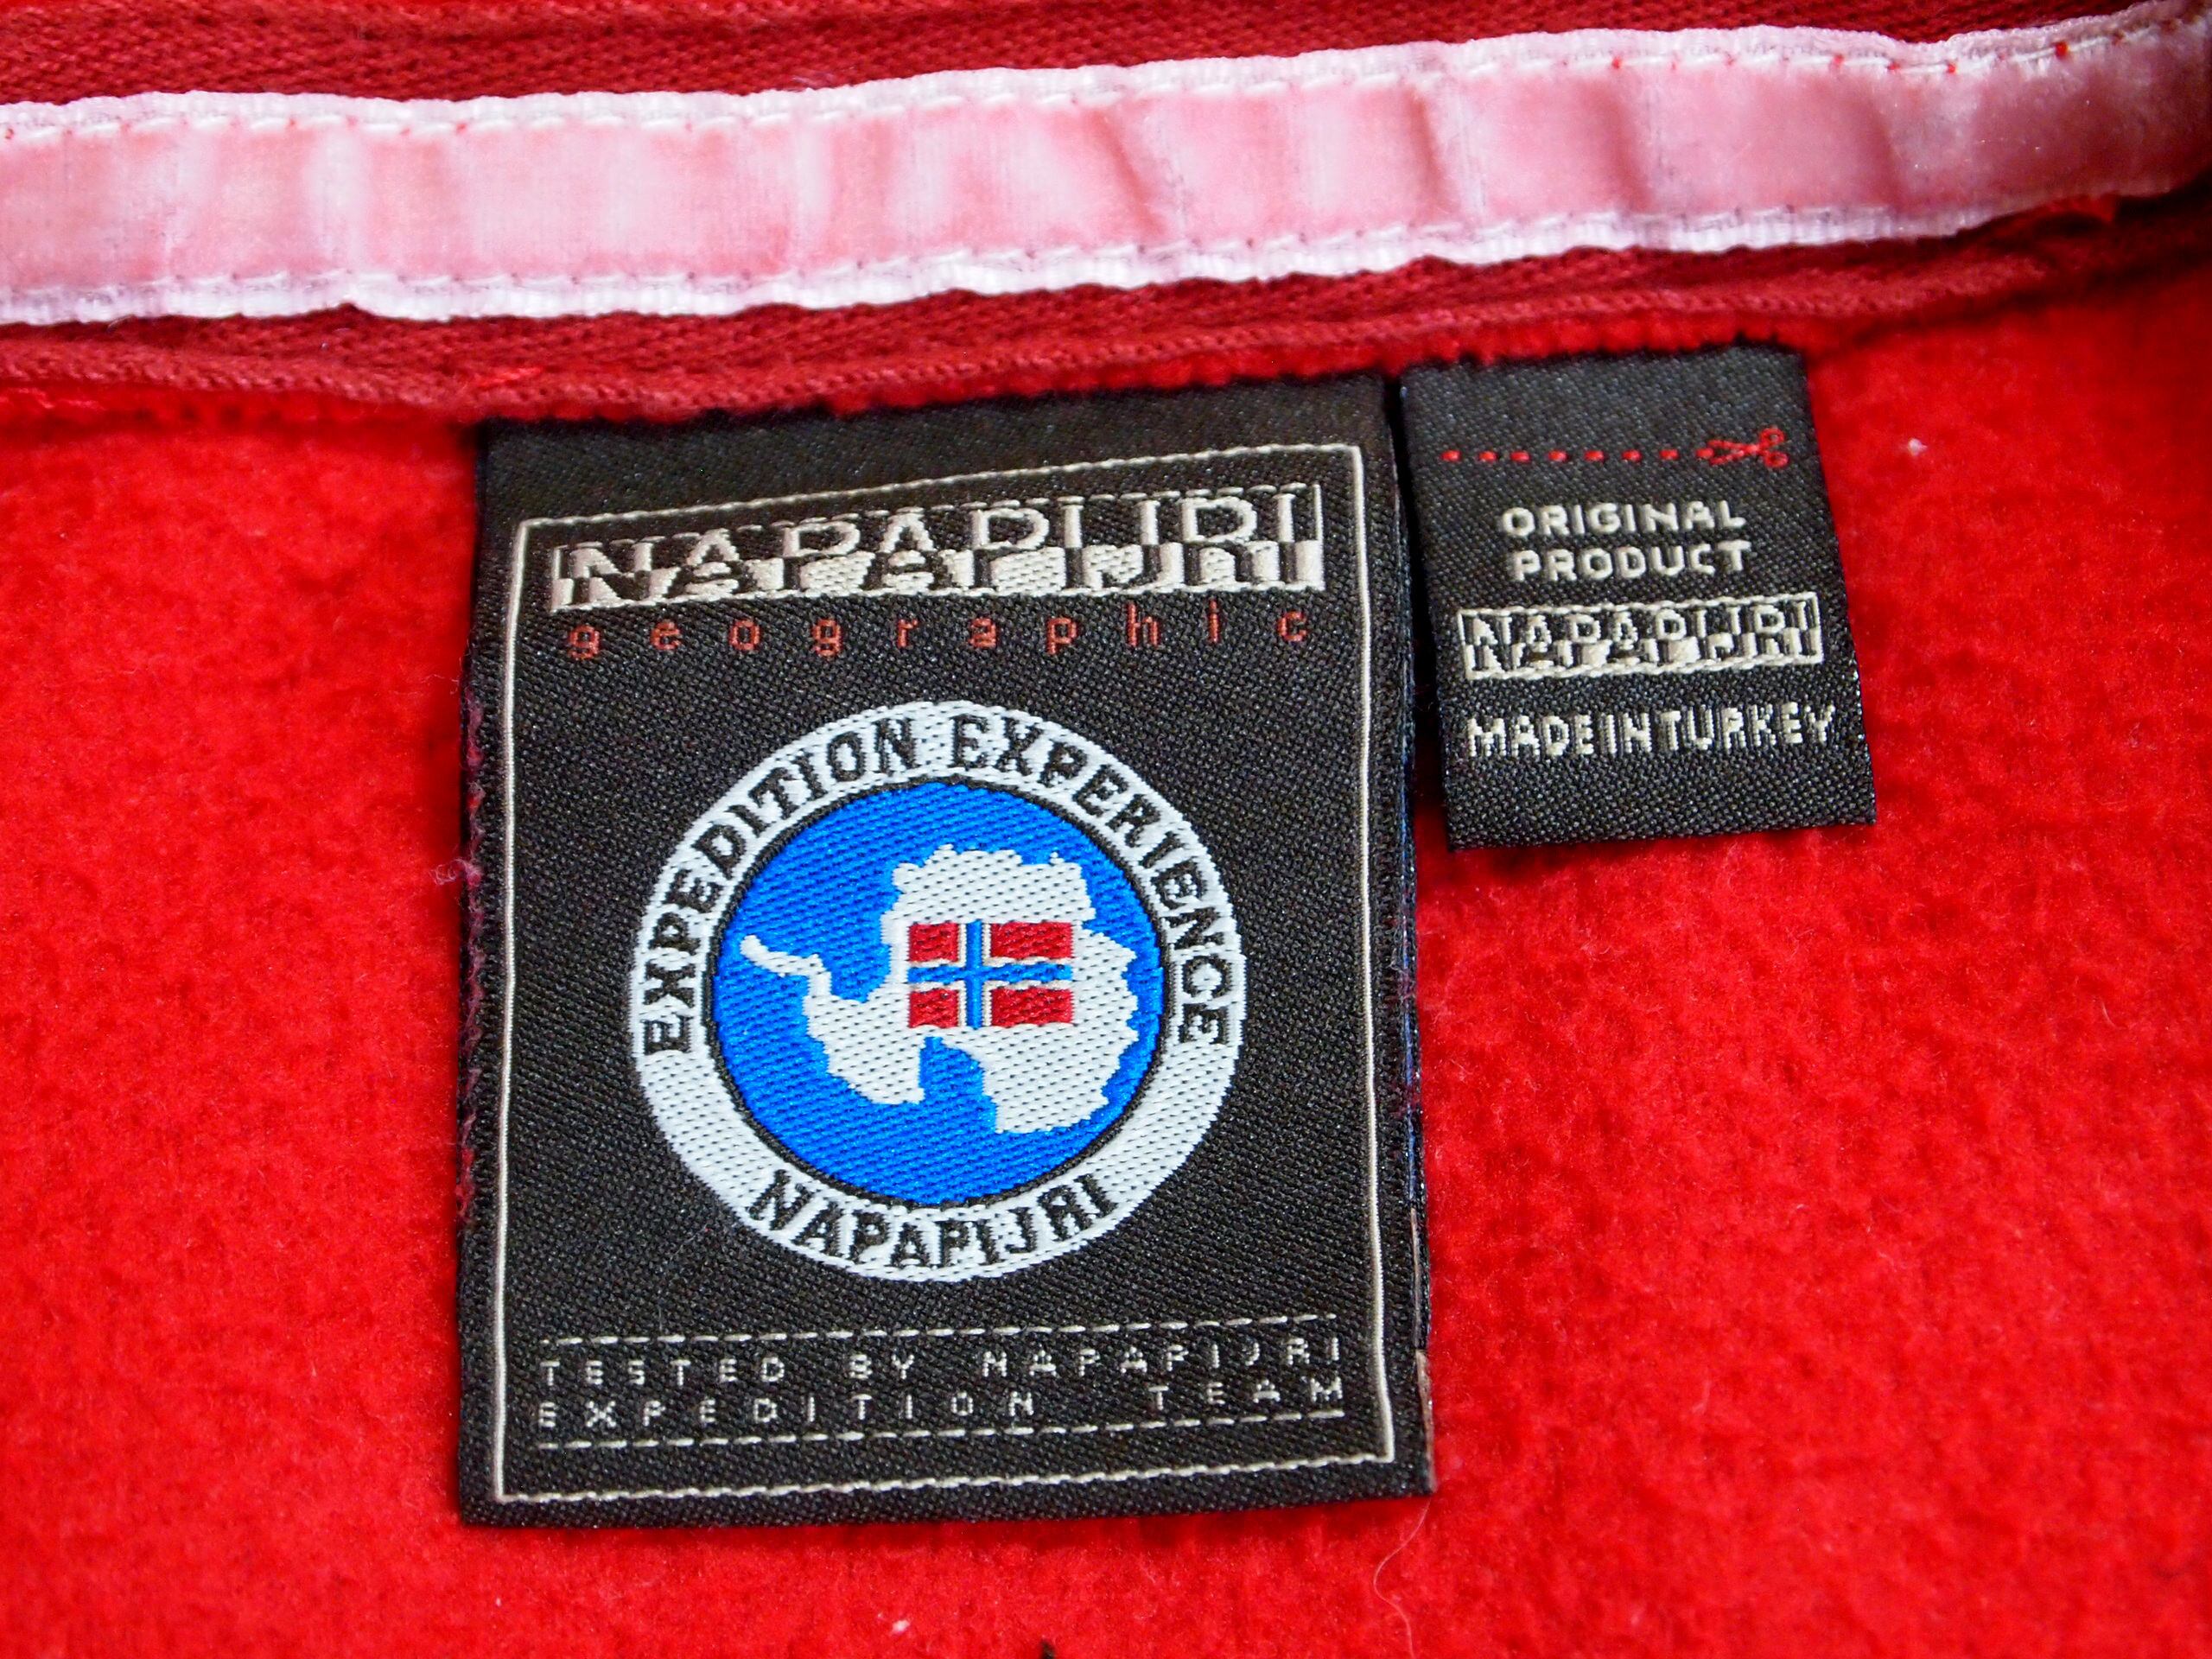 NAPAPIJRI
geographic
EXPEDITION EXPERIENCE
NAPAPIJRI
TESTED BY NAPAPIJRI
EXPEDITION TEAM
ORIGINAL
PRODUCT
NAPAPIJRI
MADE IN TURKEY